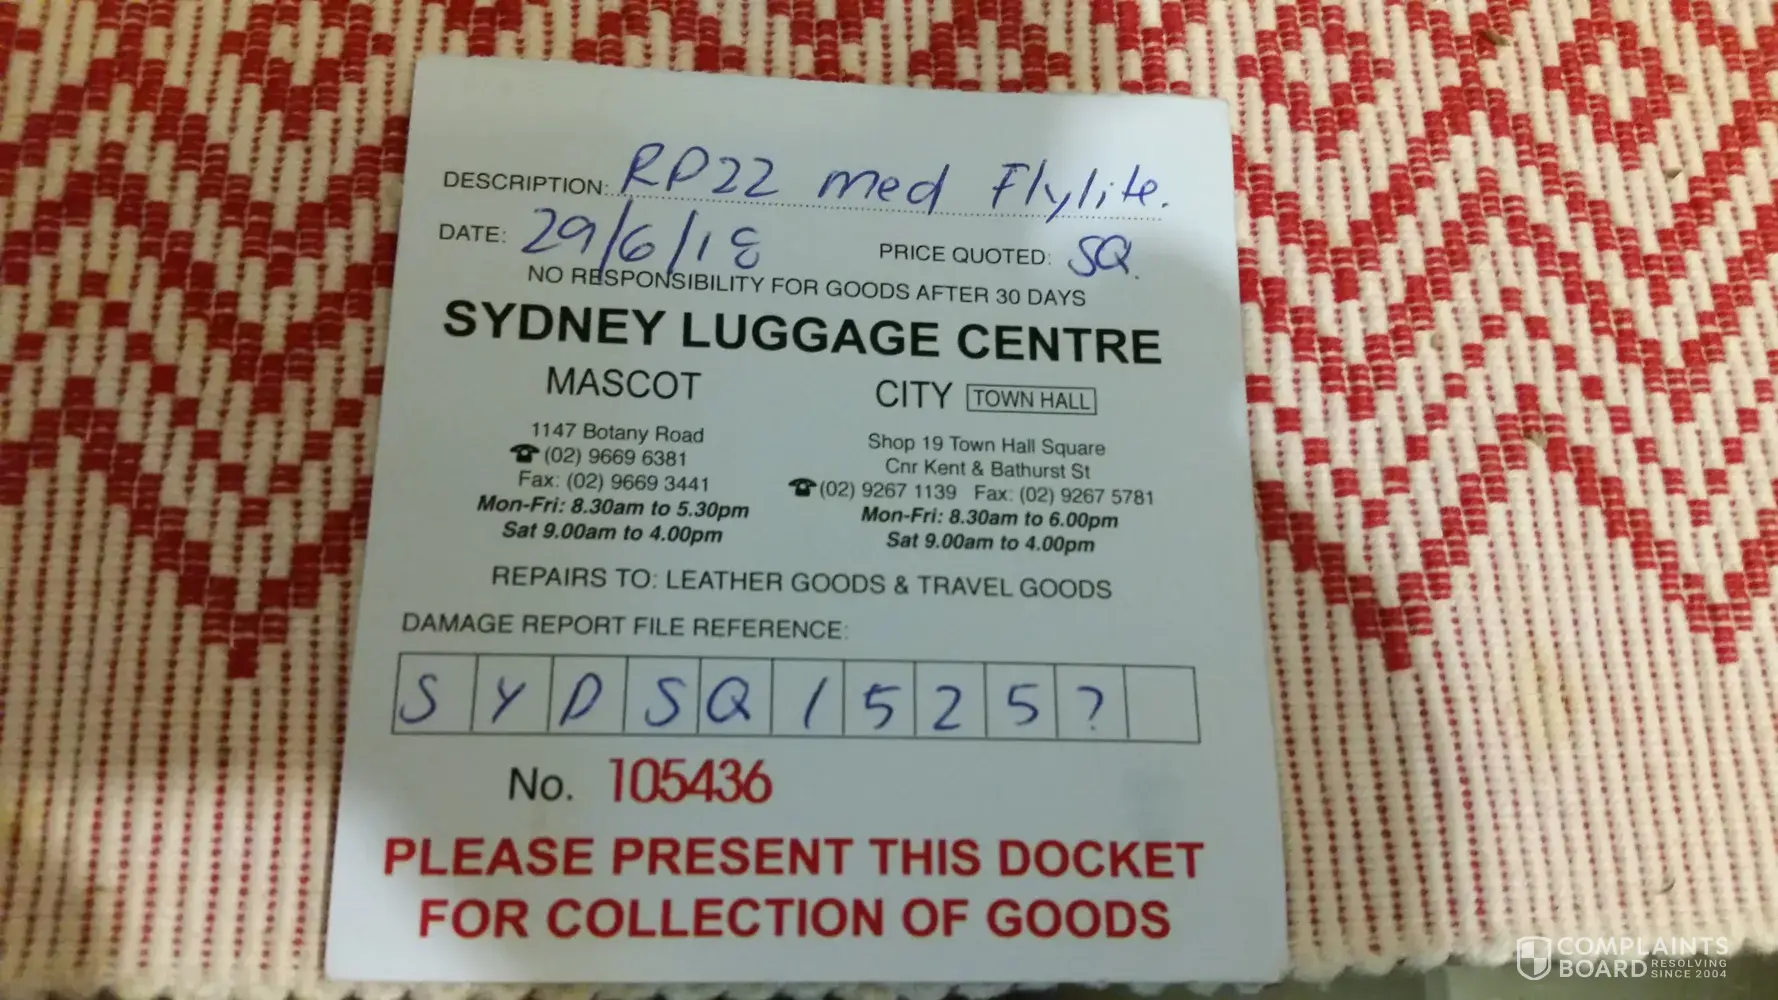 DESCRIPTION: RP22 med Flylite.
DATE: 29/6/18 PRICE QUOTED: SQ.
NO RESPONSIBILITY FOR GOODS AFTER 30 DAYS
SYDNEY LUGGAGE CENTRE
MASCOT
1147 Botany Road
☎ (02) 9669 6381
Fax: (02) 9669 3441
Mon-Fri: 8.30am to 5.30pm
Sat 9.00am to 4.00pm
CITY TOWN HALL
Shop 19 Town Hall Square
Cnr Kent & Bathurst St
☎ (02) 9267 1139 Fax: (02) 9267 5781
Mon-Fri: 8.30am to 6.00pm
Sat 9.00am to 4.00pm
REPAIRS TO: LEATHER GOODS & TRAVEL GOODS
DAMAGE REPORT FILE REFERENCE:
S Y D S Q 1 5 2 5 ?
No. 105436
PLEASE PRESENT THIS DOCKET
FOR COLLECTION OF GOODS
COMPLAINTS
BOARD RESOLVING
SINCE 2004